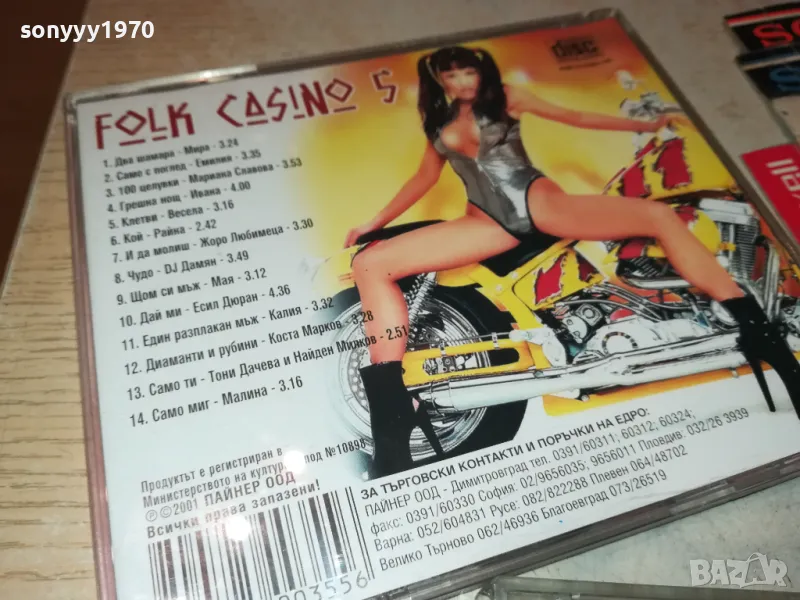 sonyyy1970
FOLK CASINO 5
DISC
1. Два шамара - Мира - 3.24
2. Само с поглед - Емилия - 3.35
3. 100 целувки - Мариана Славова - 3.53
4. Грешна нощ - Ивана - 4.00
5. Клетви - Весела - 3.16
6. Кой - Райна - 2.42
7. И да молиш - Жоро Любимеца - 3.30
8. Чудо - DJ Дамян - 3.49
9. Щом си мъж - Мая - 3.12
10. Дай ми - Есил Дюран - 4.36
11. Един разплакан мъж - Калия - 3.32
12. Диаманти и рубини - Коста Марков - 3.28
13. Само ти - Тони Дачева и Найден Милков - 2.51
14. Само миг - Малина - 3.16
Продуктът е регистриран в
Министерството на култур под №10898
℗©2001 ПАЙНЕР ООД
Всички права запазени!
ЗА ТЪРГОВСКИ КОНТАКТИ И ПОРЪЧКИ НА ЕДРО:
ПАЙНЕР ООД - Димитровград тел. 0391/60311; 60312; 60324;
факс: 0391/60330 София: 02/9656035; 9656011 Пловдив: 032/26 3939
Варна: 052/604831 Русе: 082/822288 Плевен 064/48702
Велико Търново 062/46936 Благоевград 073/26519
003556
BAZAR
bg